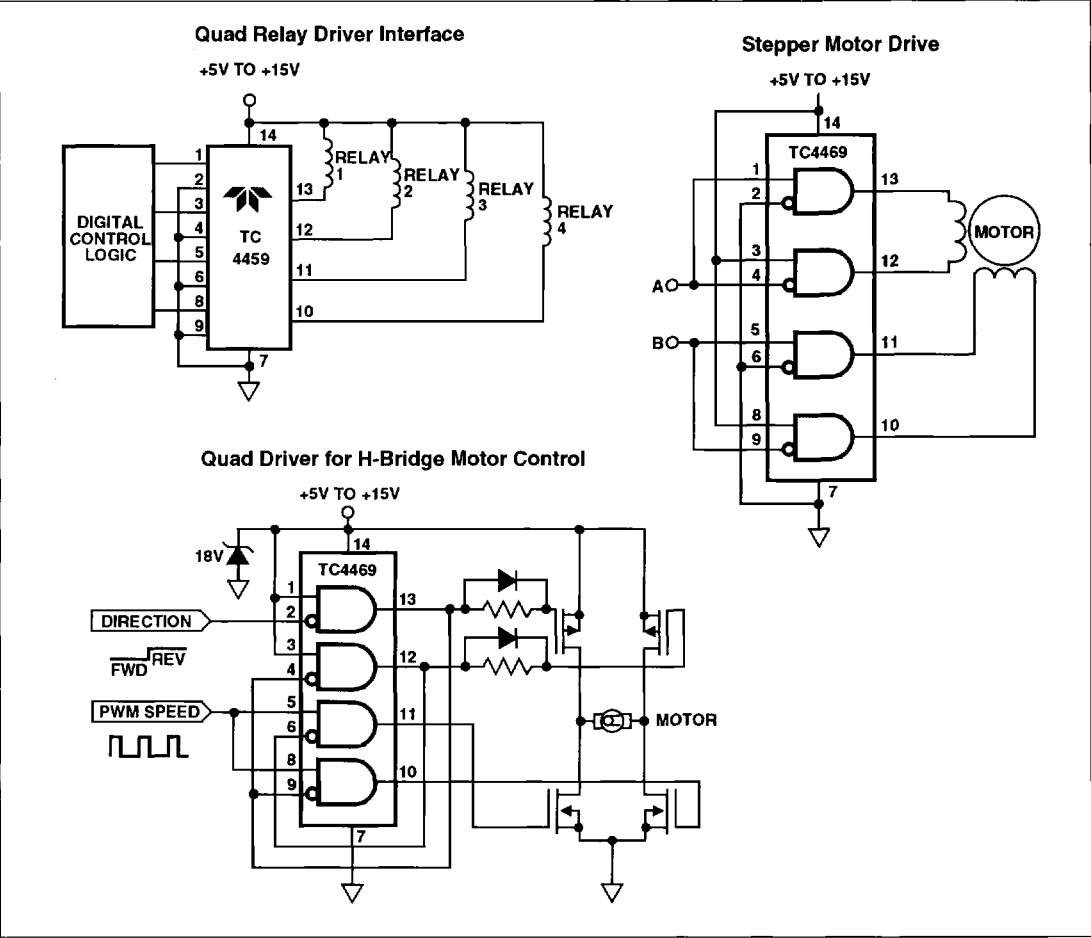 Quad Relay Driver Interface
+5V TO +15V
14
1
2
3
4
5
6
8
9
DIGITAL
CONTROL
LOGIC
TC
4459
13
12
11
10
7
RELAY
1
RELAY
2
RELAY
3
RELAY
4
Stepper Motor Drive
+5V TO +15V
14
TC4469
1
2
3
4
5
6
8
9
A
B
13
12
11
10
7
MOTOR
Quad Driver for H-Bridge Motor Control
+5V TO +15V
18V
14
TC4469
1
2
3
4
5
6
8
9
DIRECTION
FWD REV
PWM SPEED
13
12
11
10
7
MOTOR